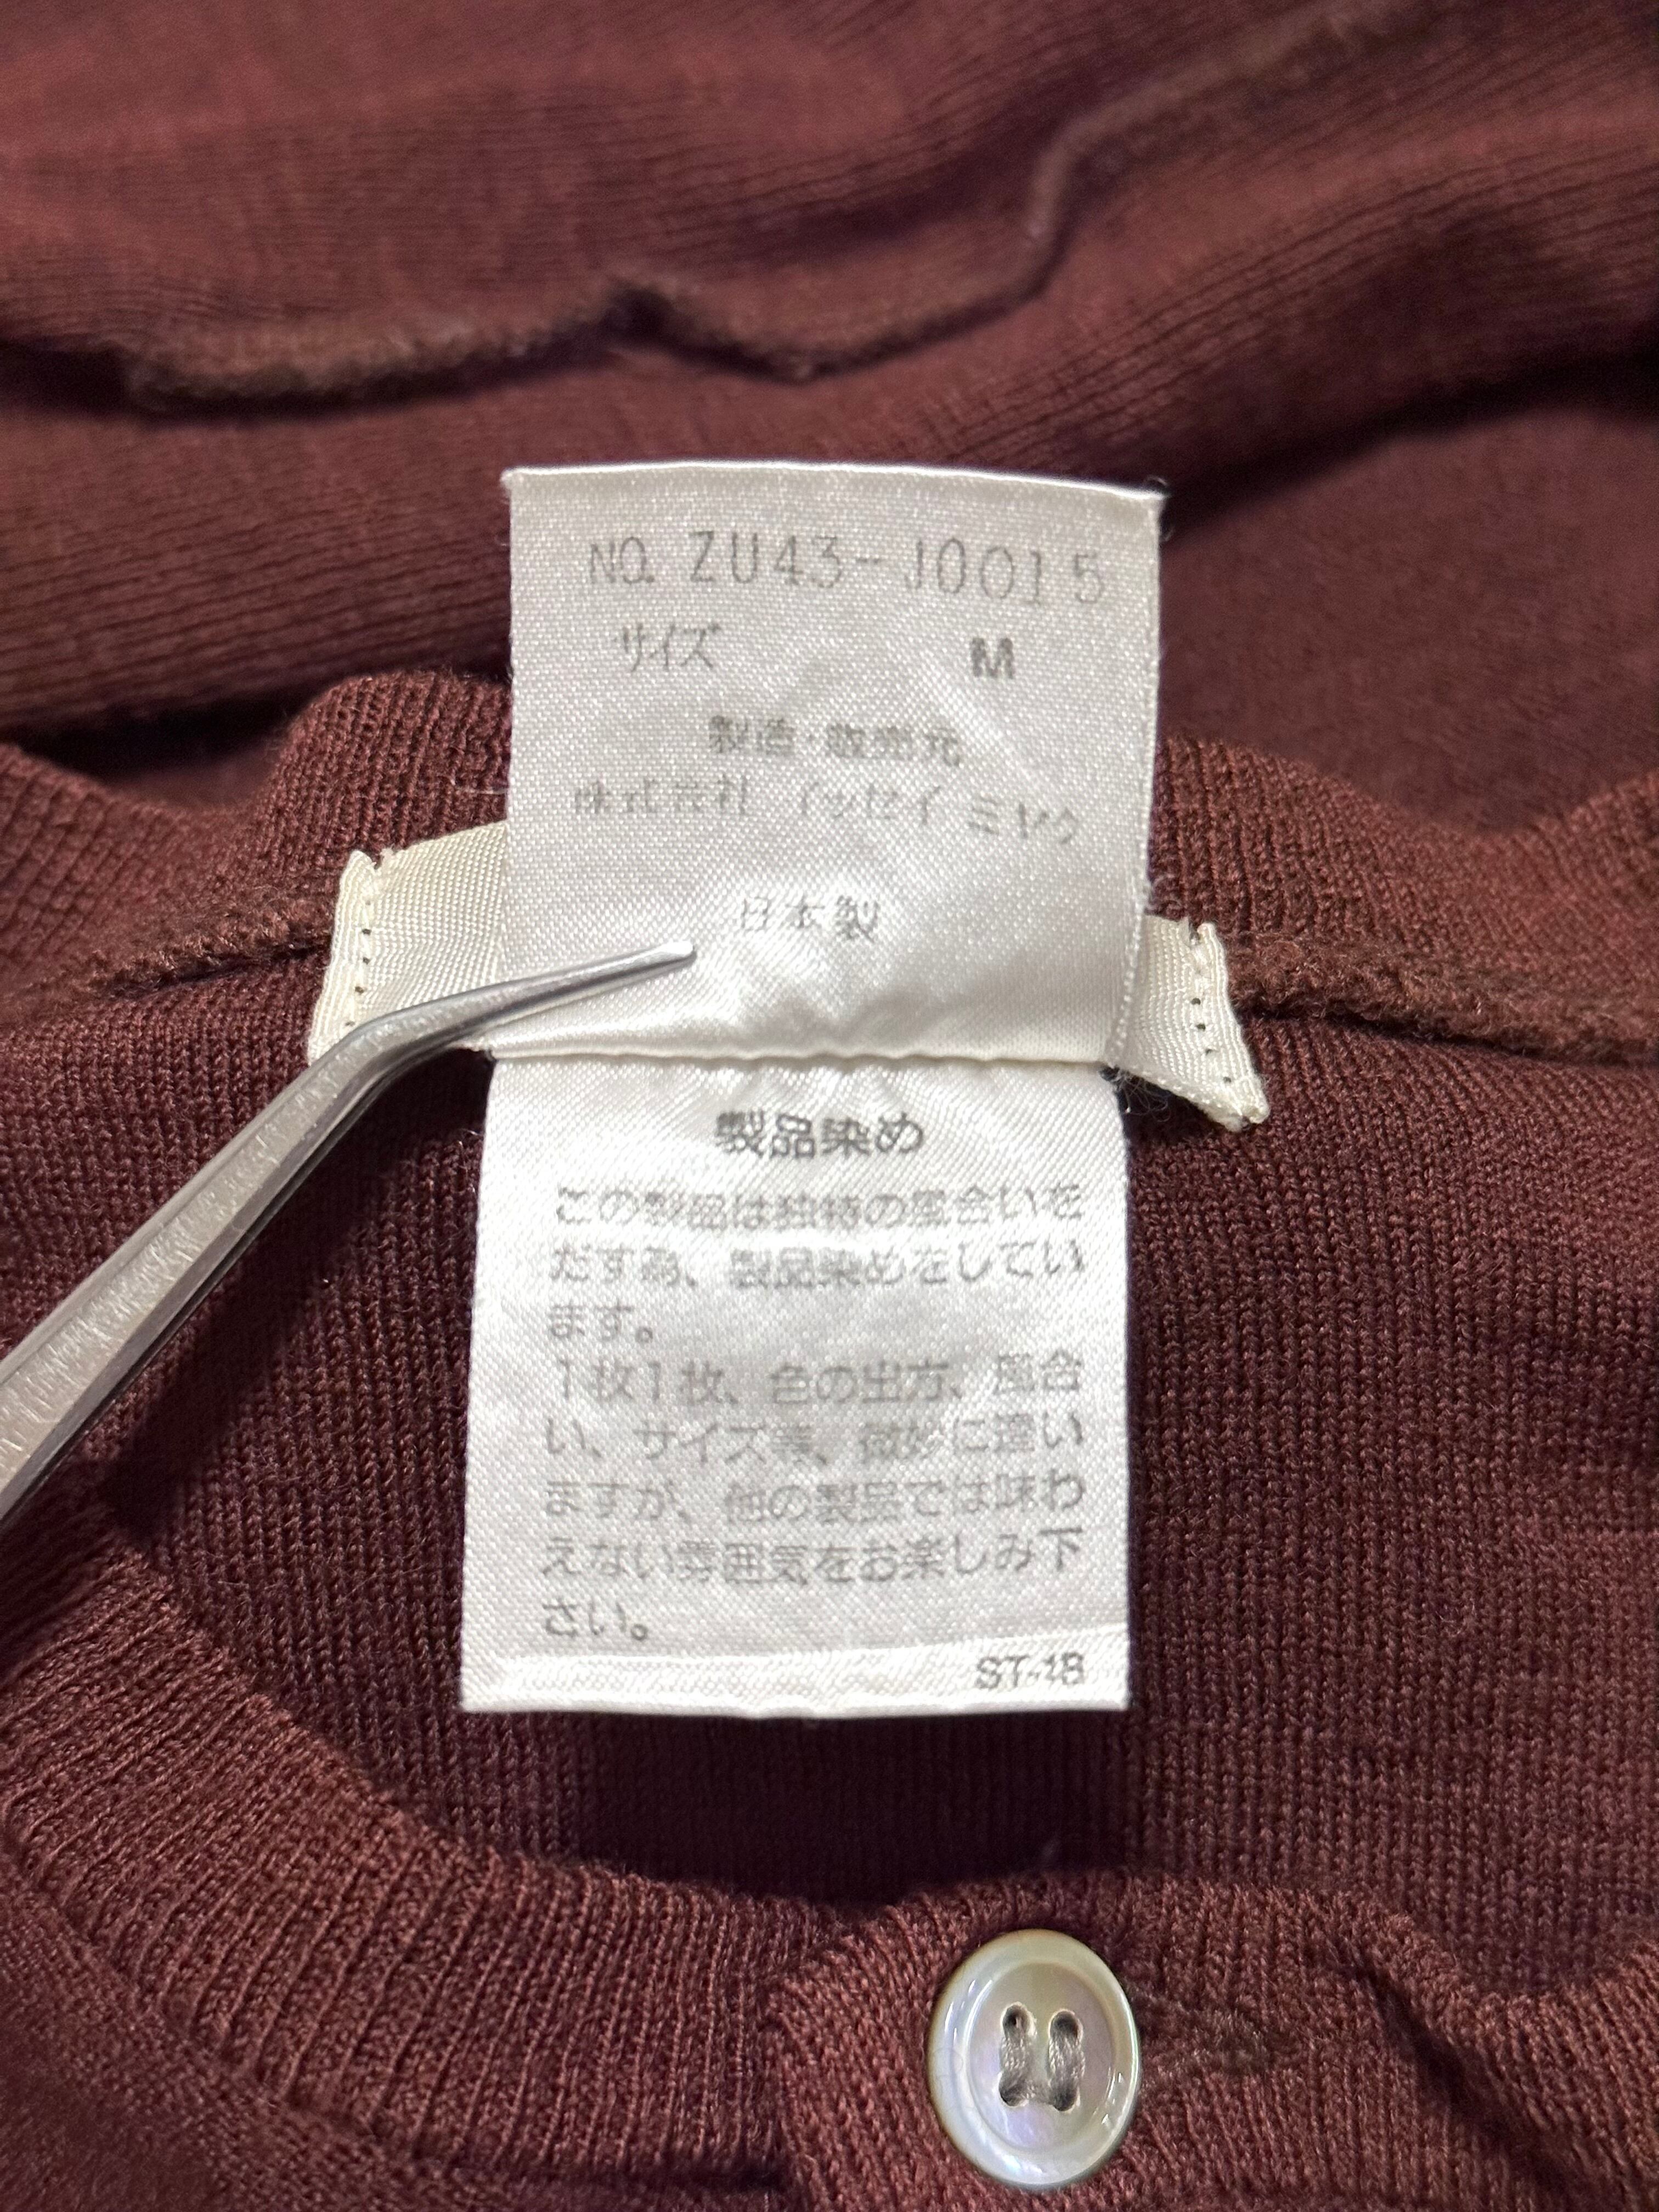 NO. ZU43-J0015
サイズ M
製造・販売元
株式会社 イッセイ ミヤケ
日本製
製品染め
この製品は独特の風合いを
だす為、製品染めをしてい
ます。
1枚1枚、色の出方、風合
い、サイズ等、微妙に違い
ますが、他の製品では味わ
えない雰囲気をお楽しみ下
さい。
ST-18